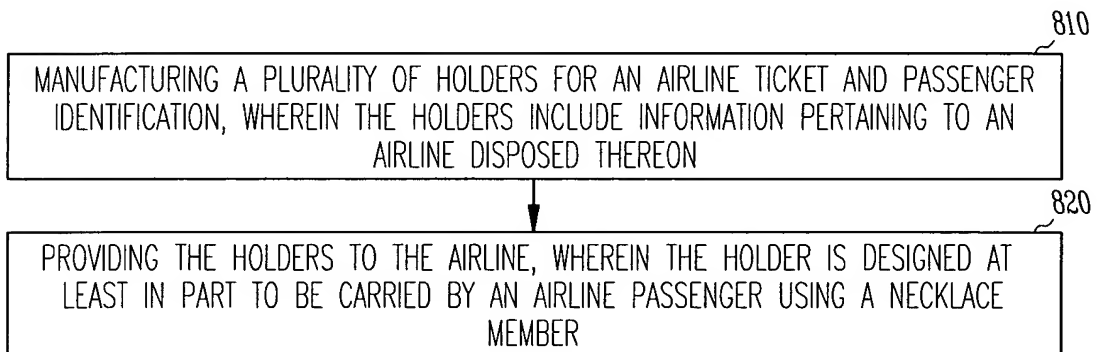 810
MANUFACTURING A PLURALITY OF HOLDERS FOR AN AIRLINE TICKET AND PASSENGER
IDENTIFICATION, WHEREIN THE HOLDERS INCLUDE INFORMATION PERTAINING TO AN
AIRLINE DISPOSED THEREON
820
PROVIDING THE HOLDERS TO THE AIRLINE, WHEREIN THE HOLDER IS DESIGNED AT
LEAST IN PART TO BE CARRIED BY AN AIRLINE PASSENGER USING A NECKLACE
MEMBER